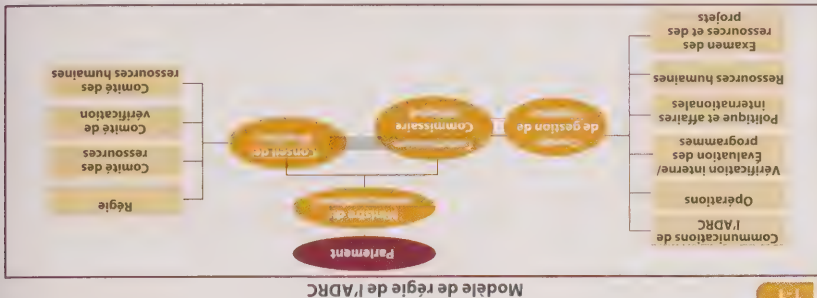 Modèle de régie de l'ADRC
Parlement
Ministre du
Conseil de
Commissaire
de gestion de
Régie
Comité des
ressources
Comité de
vérification
Comité des
ressources humaines
Communications de
l'ADRC
Opérations
Vérification interne/
Évaluation des
programmes
Politique et affaires
internationales
Ressources humaines
Examen des
ressources et des
projets